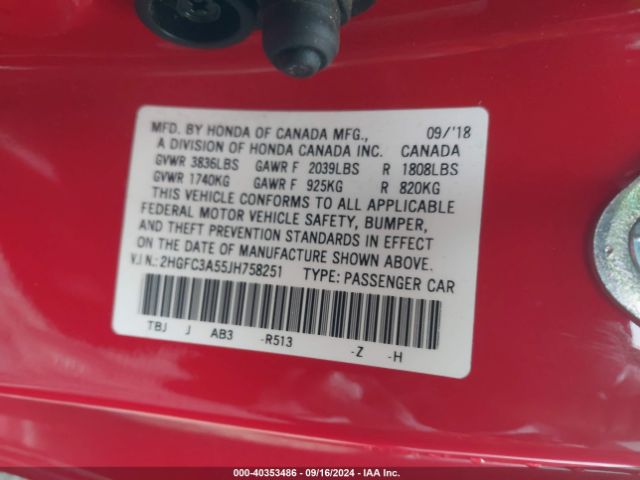 MFD. BY HONDA OF CANADA MFG., 09/'18
A DIVISION OF HONDA CANADA INC. CANADA
GVWR 3836LBS GAWR F 2039LBS R 1808LBS
GVWR 1740KG GAWR F 925KG R 820KG
THIS VEHICLE CONFORMS TO ALL APPLICABLE
FEDERAL MOTOR VEHICLE SAFETY, BUMPER,
AND THEFT PREVENTION STANDARDS IN EFFECT
ON THE DATE OF MANUFACTURE SHOWN ABOVE.
V.I.N.: 2HGFC3A55JH758251 TYPE: PASSENGER CAR
TBJ J AB3 -R513 -Z -H
000-40353486 - 09/16/2024 - IAA Inc.